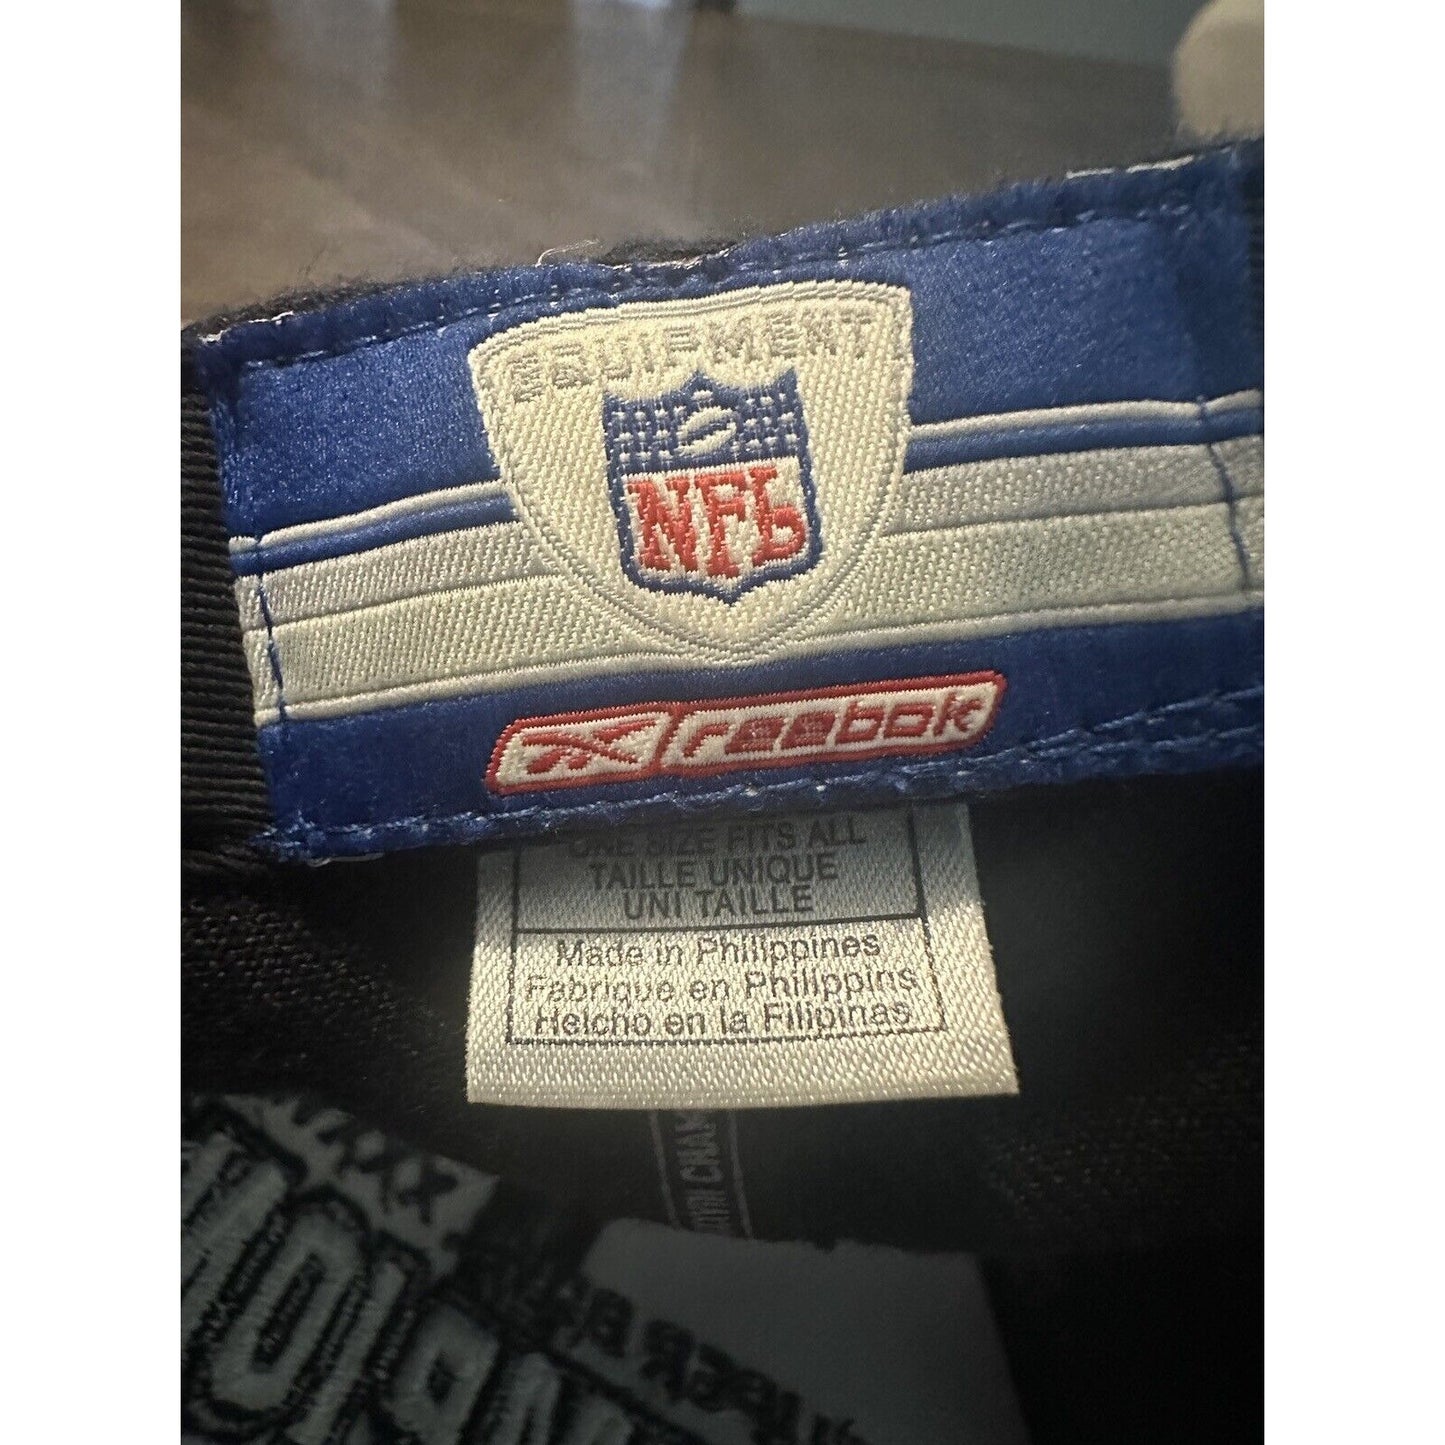 EQUIPMENT
NFL
Reebok
ONE SIZE FITS ALL
TAILLE UNIQUE
UNI TAILLE
Made in Philippines
Fabrique en Philippins
Helcho en la Filipinas